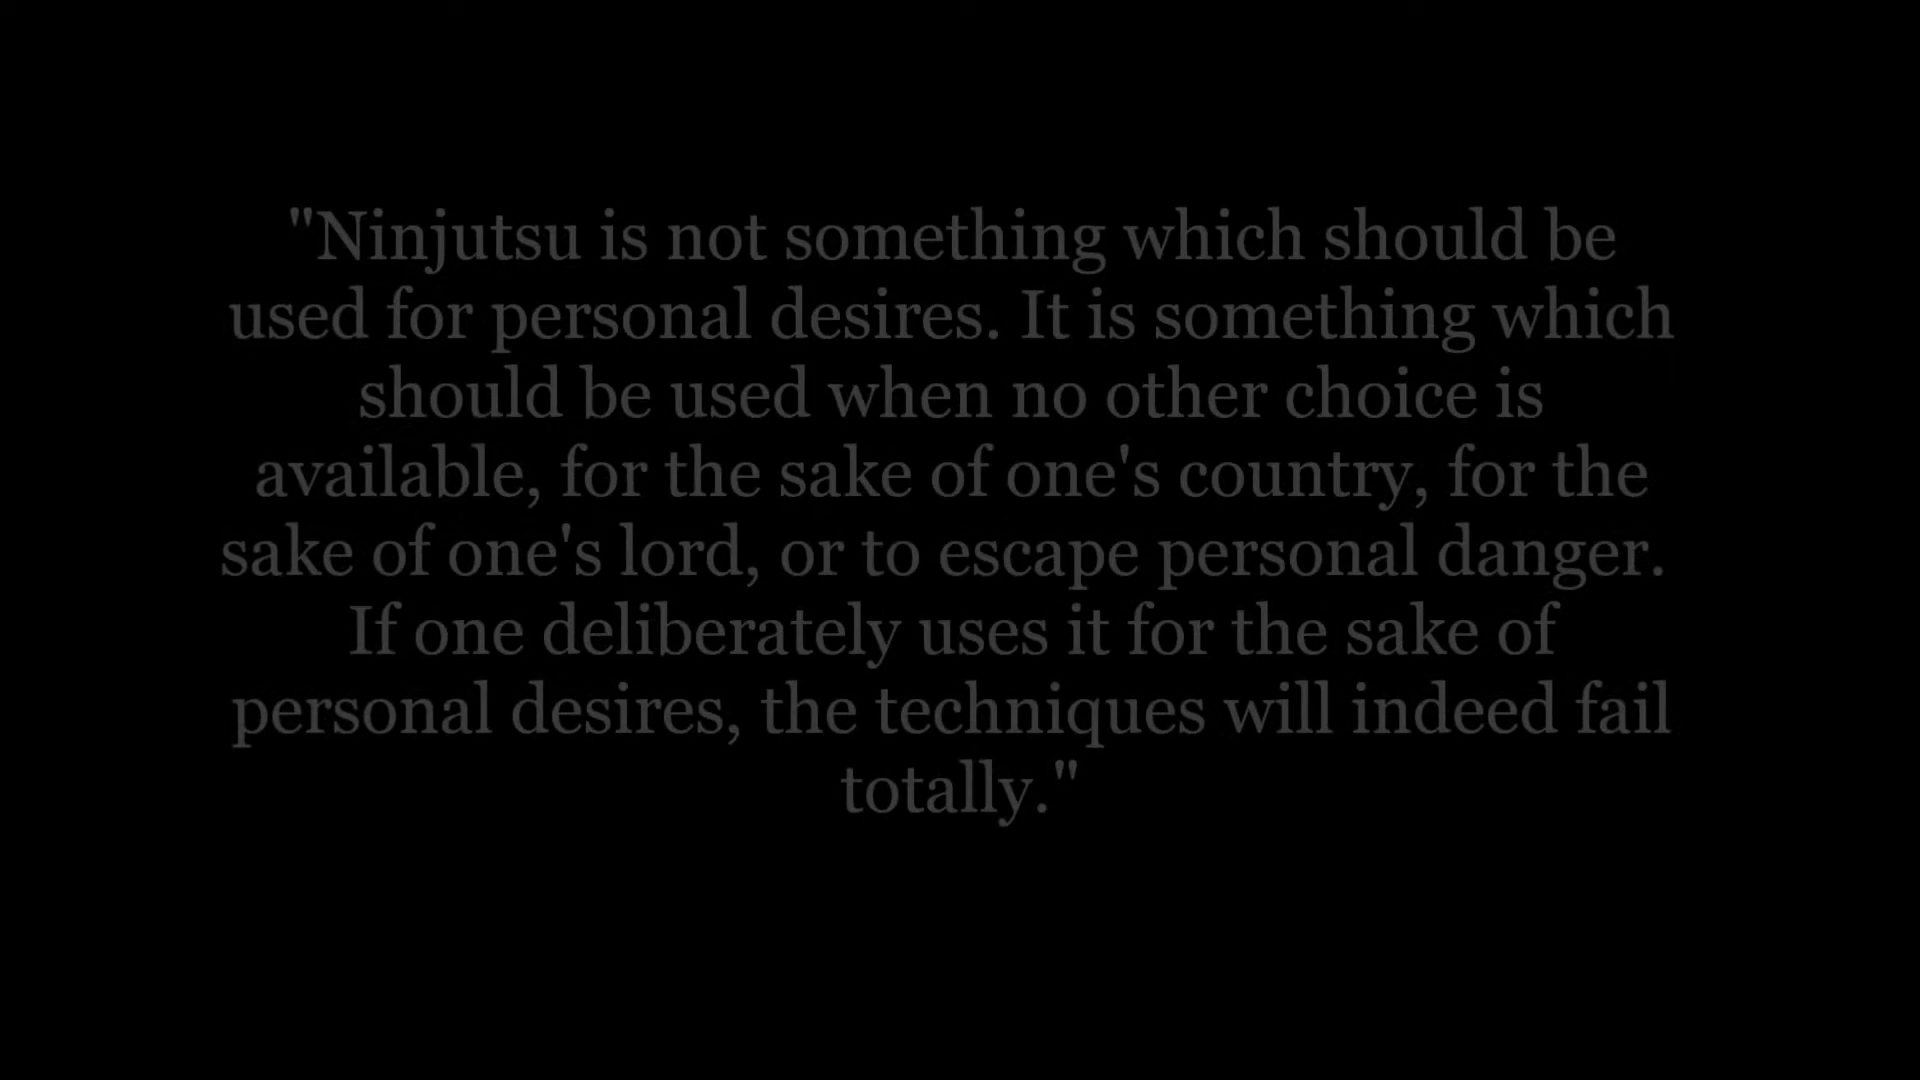 "Ninjutsu is not something which should be
used for personal desires. It is something which
should be used when no other choice is
available, for the sake of one's country, for the
sake of one's lord, or to escape personal danger.
If one deliberately uses it for the sake of
personal desires, the techniques will indeed fail
totally."